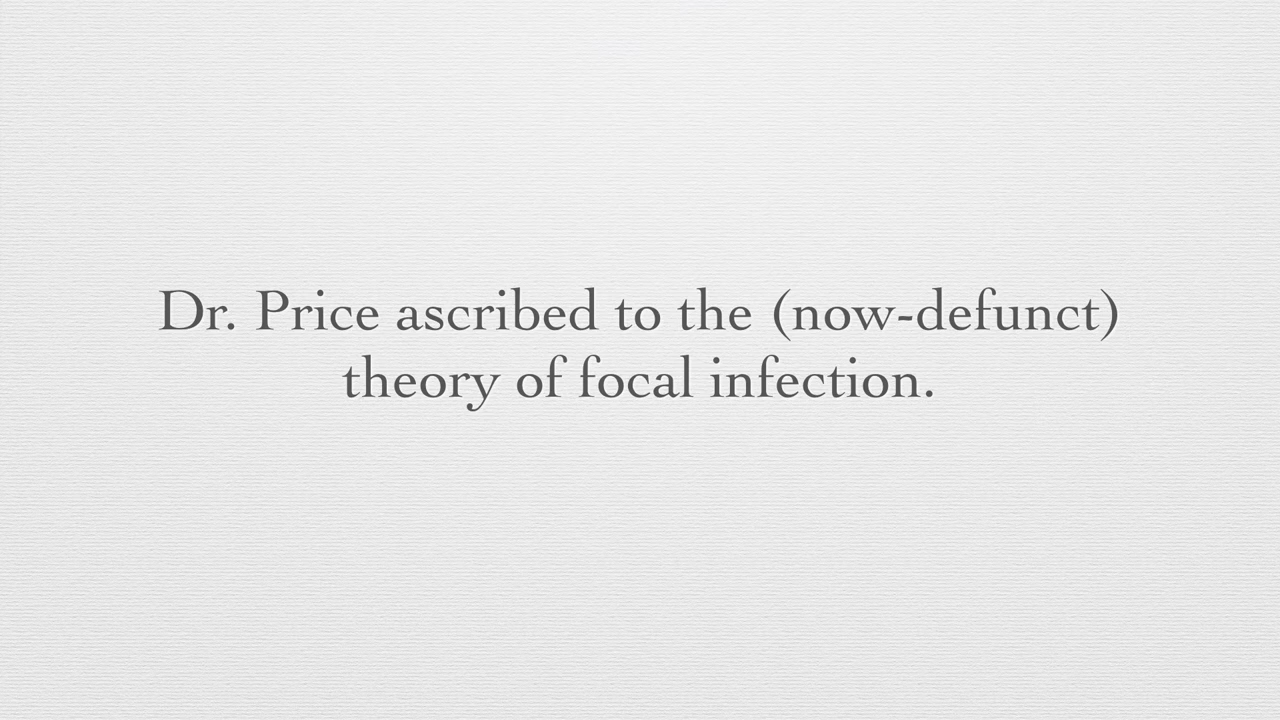 Dr. Price ascribed to the (now-defunct)
theory of focal infection.